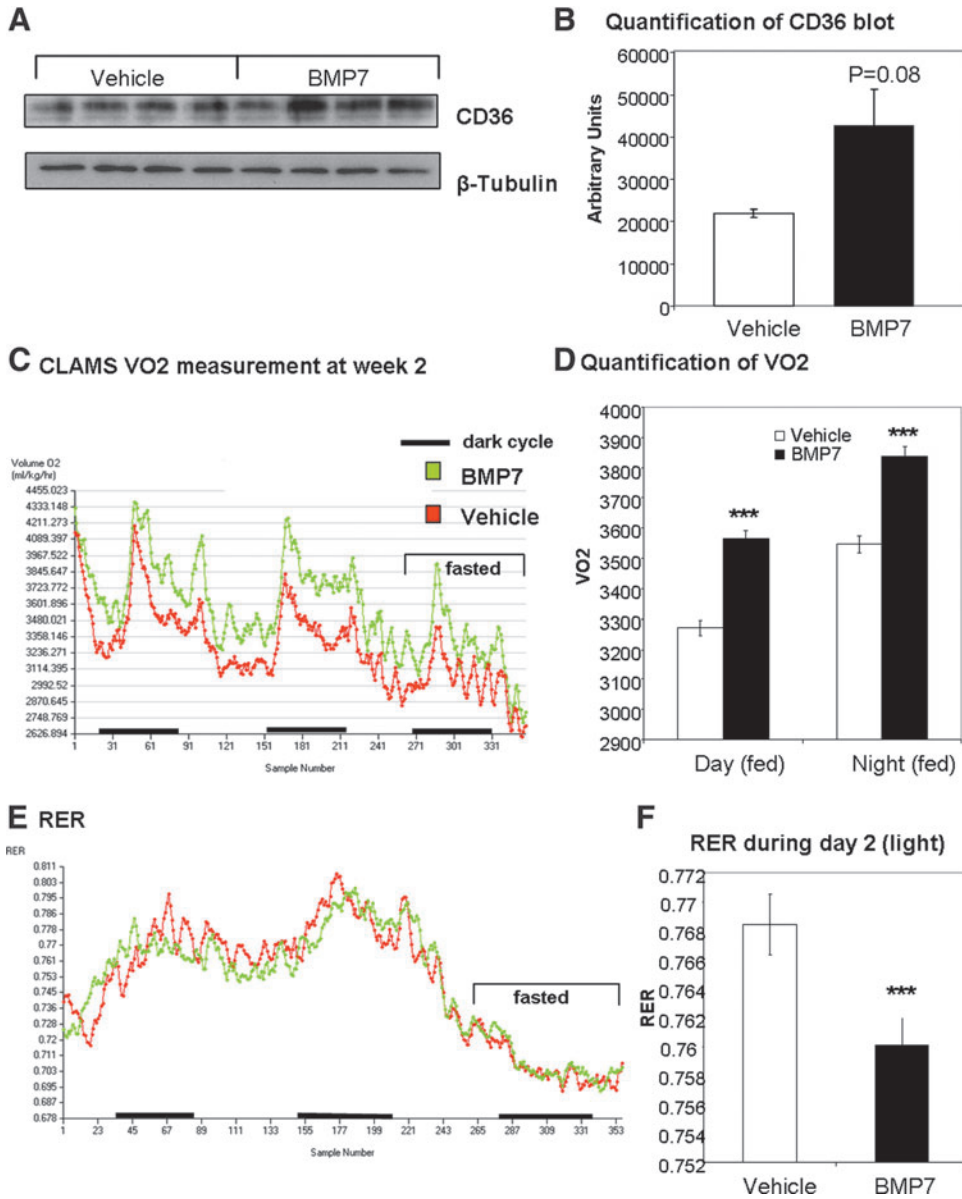 A
Vehicle BMP7
CD36
β-Tubulin
B Quantification of CD36 blot
Arbitrary Units
60000
50000
40000
30000
20000
10000
0
P=0.08
Vehicle BMP7
C CLAMS VO2 measurement at week 2
dark cycle
BMP7
Vehicle
fasted
Volume O2
(ml/kg/hr)
4455.023
4333.148
4211.273
4089.397
3967.522
3845.647
3723.772
3601.896
3480.021
3358.146
3236.271
3114.395
2992.52
2870.645
2748.769
2626.894
1 31 61 91 121 151 181 211 241 271 301 331
Sample Number
D Quantification of VO2
VO2
4000
3900
3800
3700
3600
3500
3400
3300
3200
3100
3000
2900
Vehicle
BMP7
***
***
Day (fed) Night (fed)
E RER
RER
0.811
0.803
0.795
0.786
0.778
0.77
0.761
0.753
0.745
0.736
0.728
0.72
0.711
0.703
0.695
0.687
0.678
fasted
1 23 45 67 89 111 133 155 177 199 221 243 265 287 309 331 353
Sample Number
F
RER during day 2 (light)
RER
0.772
0.77
0.768
0.766
0.764
0.762
0.76
0.758
0.756
0.754
0.752
***
Vehicle BMP7